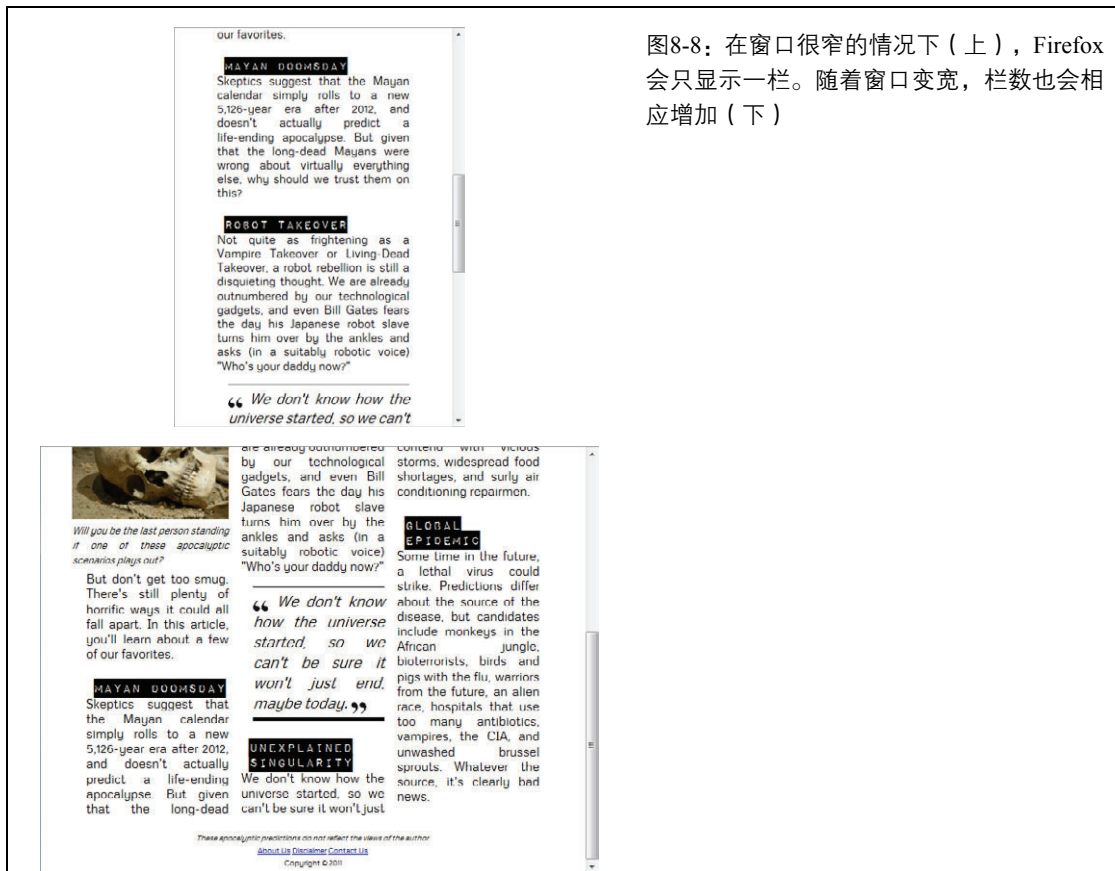 图8-8：在窗口很窄的情况下（上），Firefox
会只显示一栏。随着窗口变宽，栏数也会相
应增加（下）
our favorites.
MAYAN DOOMSDAY
Skeptics suggest that the Mayan
calendar simply rolls to a new
5,126-year era after 2012, and
doesn't actually predict a
life-ending apocalypse. But given
that the long-dead Mayans were
wrong about virtually everything
else, why should we trust them on
this?
ROBOT TAKEOVER
Not quite as frightening as a
Vampire Takeover or Living-Dead
Takeover, a robot rebellion is still a
disquieting thought. We are already
outnumbered by our technological
gadgets, and even Bill Gates fears
the day his Japanese robot slave
turns him over by the ankles and
asks (in a suitably robotic voice)
"Who's your daddy now?"
“ We don't know how the
universe started, so we can't
Will you be the last person standing
if one of these apocalyptic
scenarios plays out?
But don't get too smug.
There's still plenty of
horrific ways it could all
fall apart. In this article,
you'll learn about a few
of our favorites.
MAYAN DOOMSDAY
Skeptics suggest that
the Mayan calendar
simply rolls to a new
5,126-year era after 2012,
and doesn't actually
predict a life-ending
apocalypse. But given
that the long-dead
are already outnumbered
by our technological
gadgets, and even Bill
Gates fears the day his
Japanese robot slave
turns him over by the
ankles and asks (in a
suitably robotic voice)
"Who's your daddy now?"
“ We don't know
how the universe
started, so we
can't be sure it
won't just end,
maybe today. ”
UNEXPLAINED
SINGULARITY
We don't know how the
universe started, so we
can't be sure it won't just
contend with vicious
storms, widespread food
shortages, and surly air
conditioning repairmen.
GLOBAL
EPIDEMIC
Some time in the future,
a lethal virus could
strike. Predictions differ
about the source of the
disease, but candidates
include monkeys in the
African jungle,
bioterrorists, birds and
pigs with the flu, warriors
from the future, an alien
race, hospitals that use
too many antibiotics,
vampires, the CIA, and
unwashed brussel
sprouts. Whatever the
source, it's clearly bad
news.
These apocalyptic predictions do not reflect the views of the author
About Us Disclaimer Contact Us
Copyright © 2011